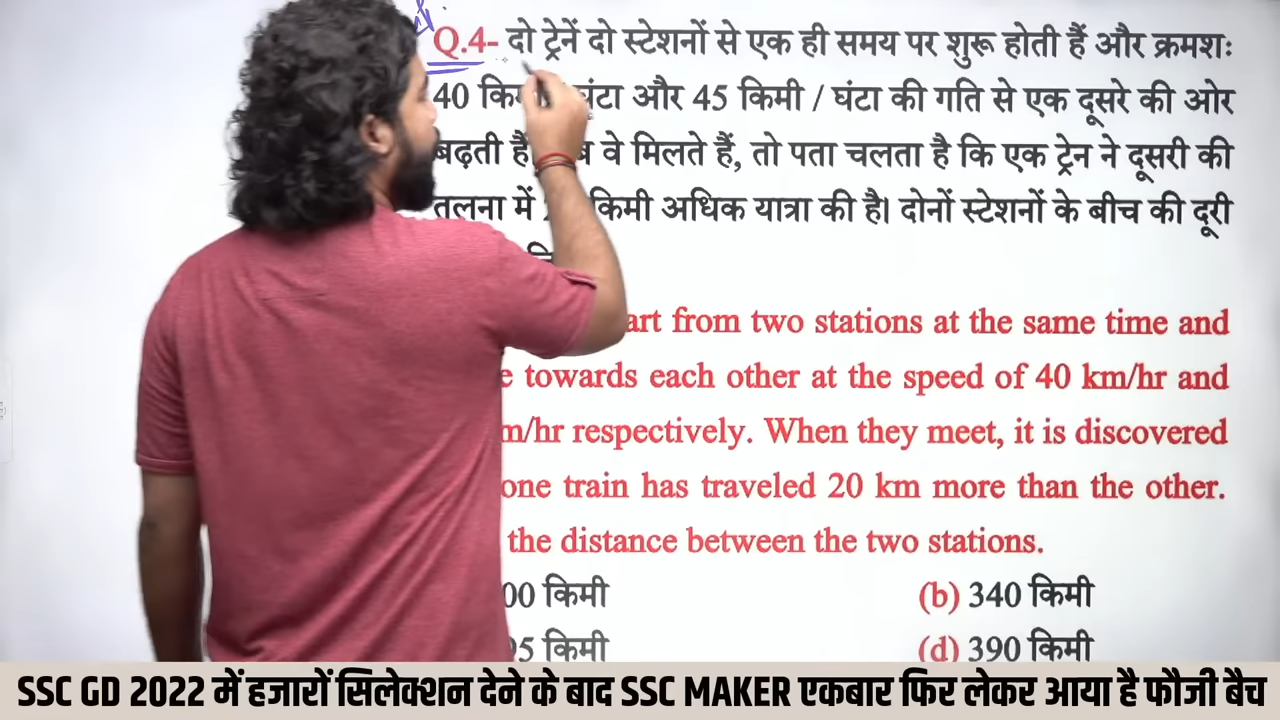 Q.4- दो ट्रेनें दो स्टेशनों से एक ही समय पर शुरू होती हैं और क्रमशः
40 घंटा और 45 किमी / घंटा की गति से एक दूसरे की ओर
बढ़ती हैं वे मिलते हैं, तो पता चलता है कि एक ट्रेन ने दूसरी की
तुलना में किमी अधिक यात्रा की है। दोनों स्टेशनों के बीच की दूरी
from two stations at the same time and
towards each other at the speed of 40 km/hr and
respectively. When they meet, it is discovered
one train has traveled 20 km more than the other.
the distance between the two stations.
किमी (b) 340 किमी
किमी (d) 390 किमी
SSC GD 2022 में हजारों सिलेक्शन देने के बाद SSC MAKER एकबार फिर लेकर आया है फौजी बैच